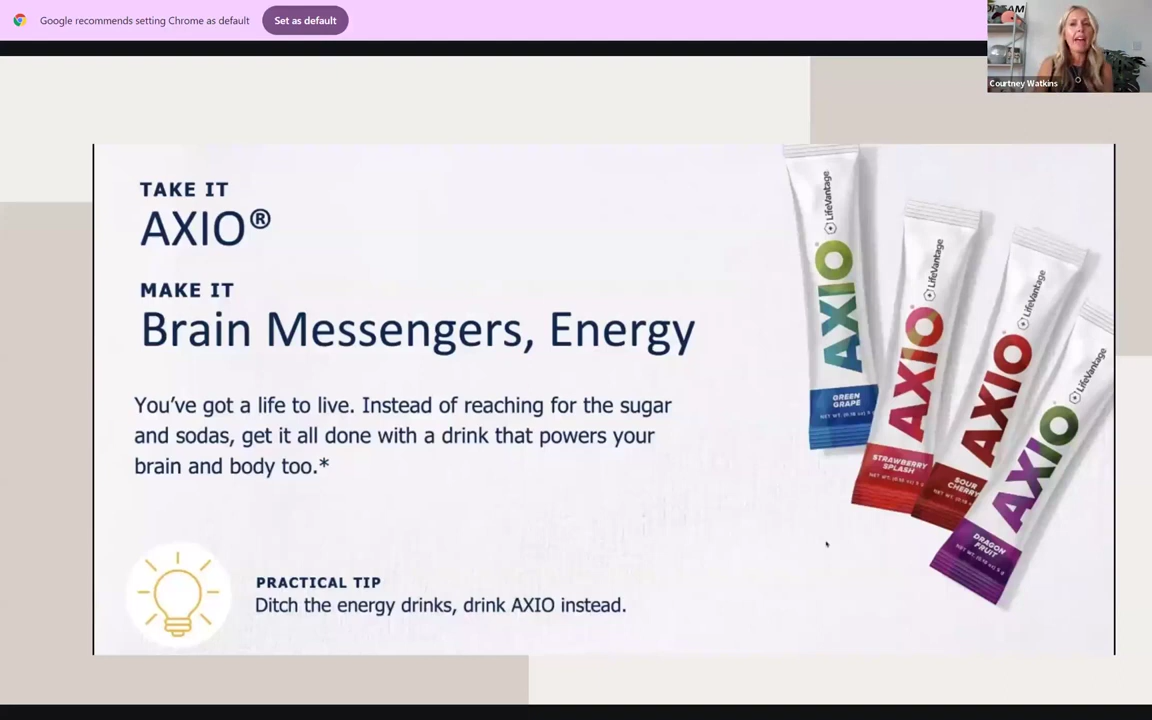 Google recommends setting Chrome as default
Set as default
Courtney Watkins
TAKE IT
AXIO®
MAKE IT
Brain Messengers, Energy
You've got a life to live. Instead of reaching for the sugar
and sodas, get it all done with a drink that powers your
brain and body too.*
PRACTICAL TIP
Ditch the energy drinks, drink AXIO instead.
LifeVantage
AXIO
GREEN
GRAPE
LifeVantage
AXIO
STRAWBERRY
SPLASH
LifeVantage
AXIO
SOUR
CHERRY
LifeVantage
AXIO
DRAGON
FRUIT